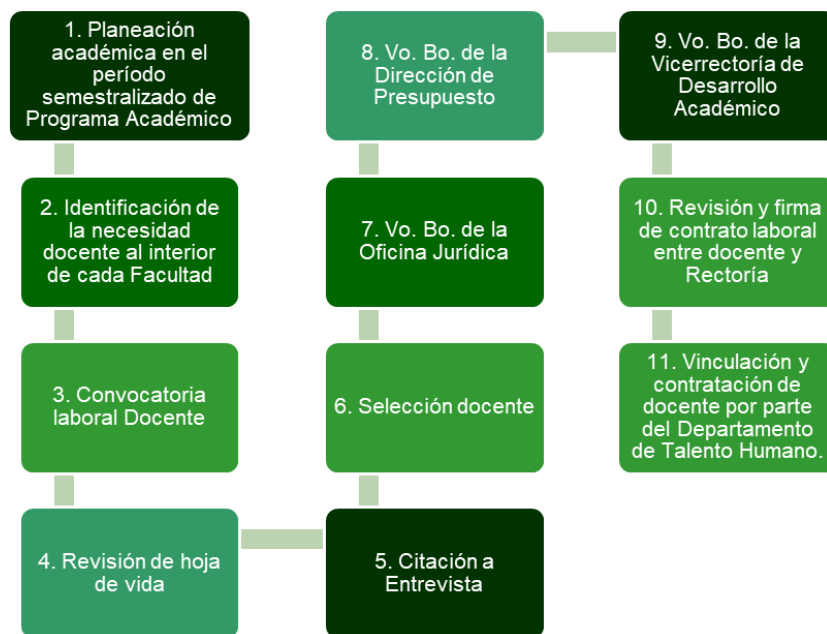 1. Planeación
académica en el
período
semestralizado de
Programa Académico
2. Identificación de
la necesidad
docente al interior
de cada Facultad
3. Convocatoria
laboral Docente
4. Revisión de hoja
de vida
5. Citación a
Entrevista
6. Selección docente
7. Vo. Bo. de la
Oficina Jurídica
8. Vo. Bo. de la
Dirección de
Presupuesto
9. Vo. Bo. de la
Vicerrectoría de
Desarrollo
Académico
10. Revisión y firma
de contrato laboral
entre docente y
Rectoría
11. Vinculación y
contratación de
docente por parte
del Departamento
de Talento Humano.